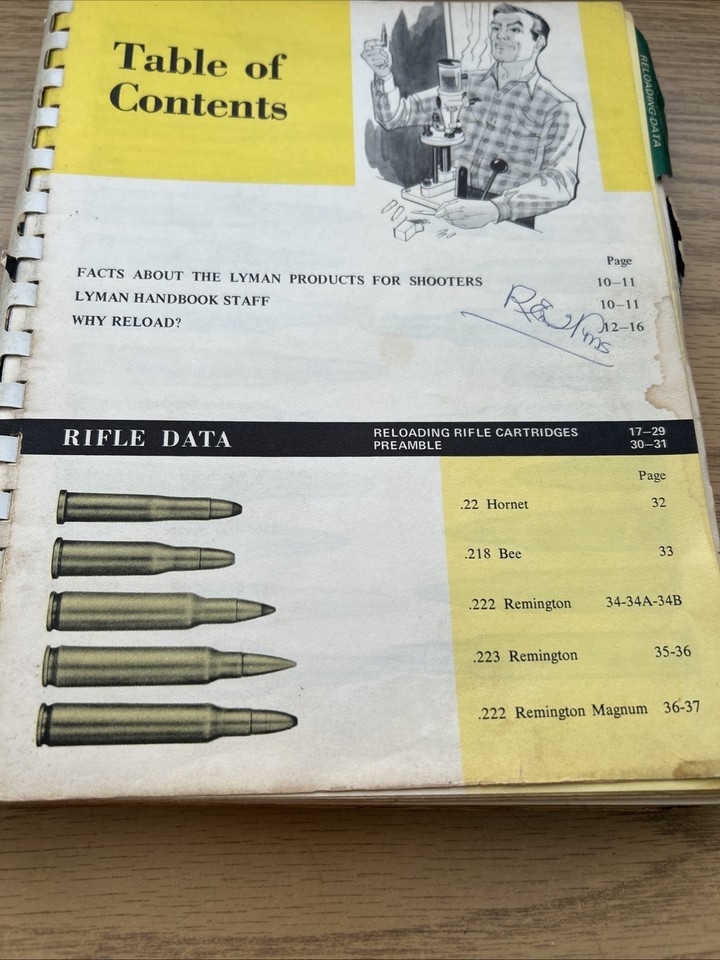 Table of
Contents
RELOADING DATA
Page
FACTS ABOUT THE LYMAN PRODUCTS FOR SHOOTERS 10–11
LYMAN HANDBOOK STAFF 10–11
WHY RELOAD? 12–16
RIFLE DATA RELOADING RIFLE CARTRIDGES 17–29
PREAMBLE 30–31
Page
.22 Hornet 32
.218 Bee 33
.222 Remington 34-34A-34B
.223 Remington 35-36
.222 Remington Magnum 36-37